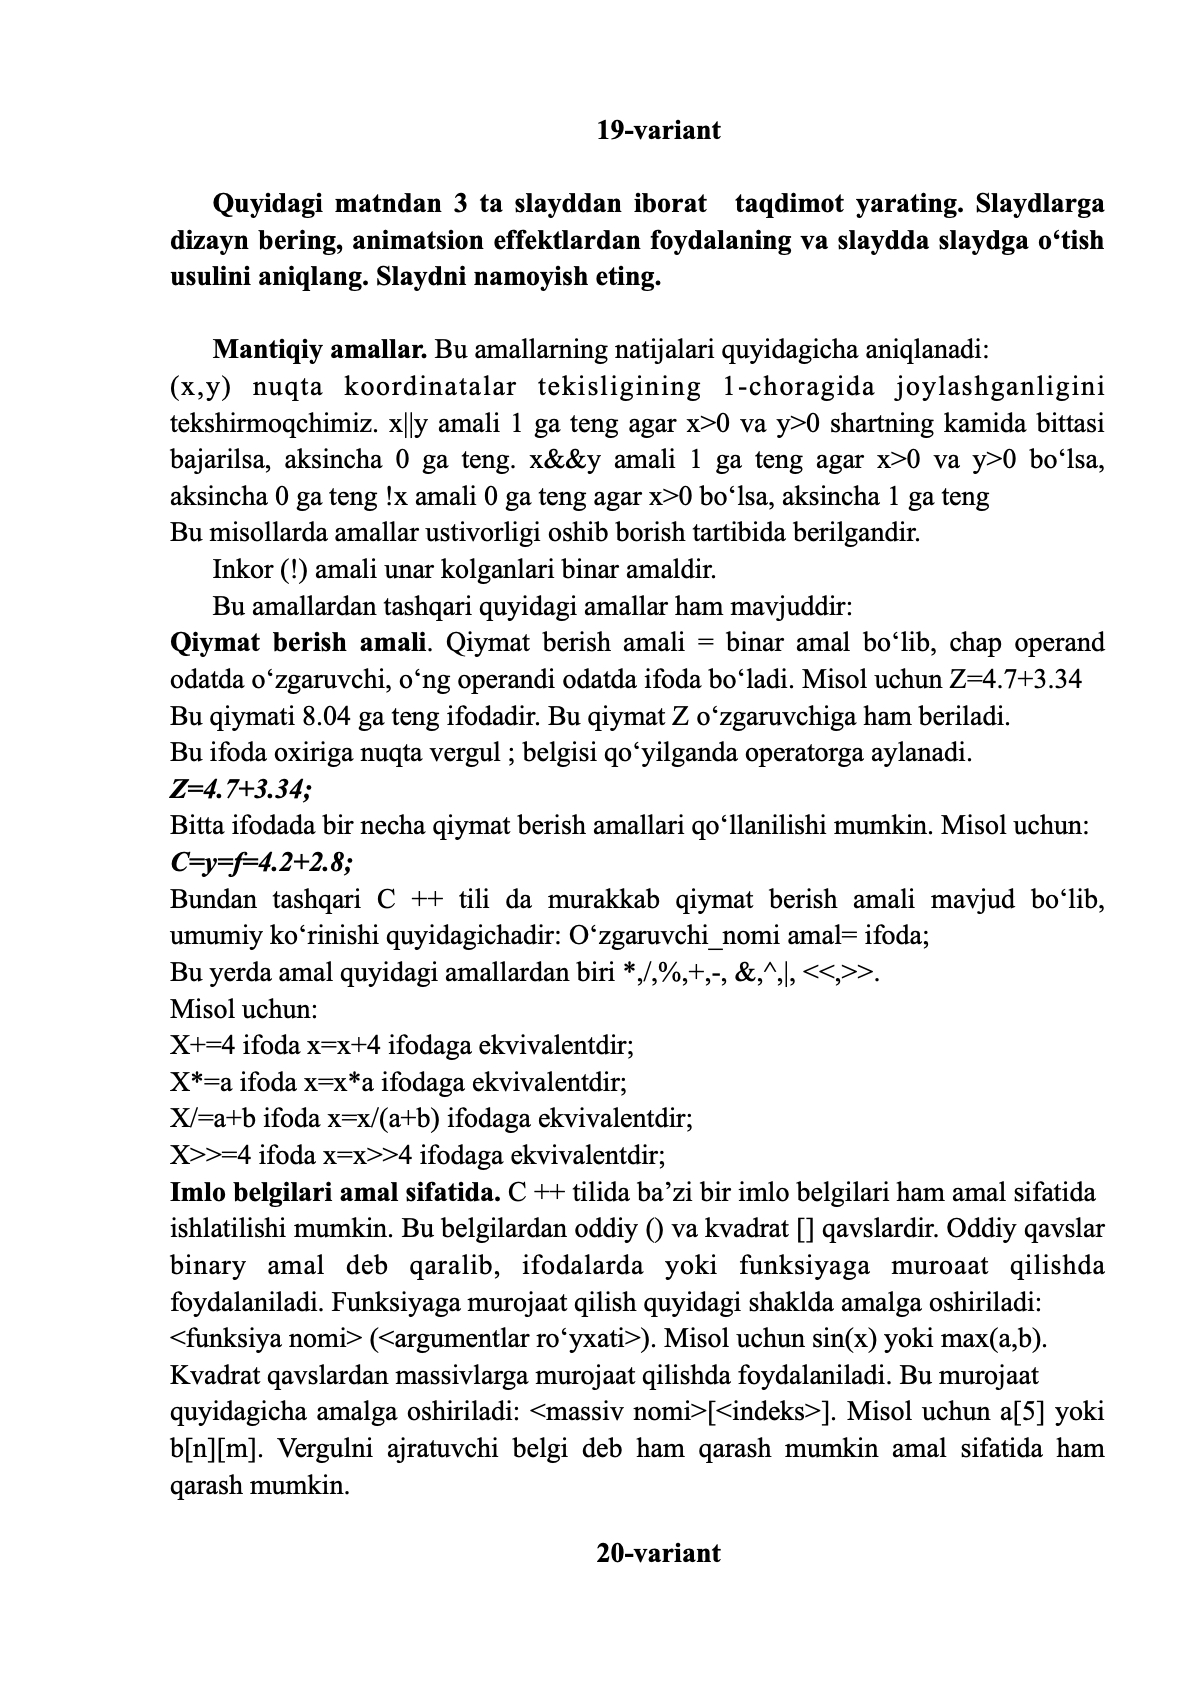 19-variant
Quyidagi matndan 3 ta slayddan iborat taqdimot yarating. Slaydlarga
dizayn bering, animatsion effektlardan foydalaning va slaydda slaydga o‘tish
usulini aniqlang. Slaydni namoyish eting.
Mantiqiy amallar. Bu amallarning natijalari quyidagicha aniqlanadi:
(x,y) nuqta koordinatalar tekisligining 1-choragida joylashganligini
tekshirmoqchimiz. x||y amali 1 ga teng agar x>0 va y>0 shartning kamida bittasi
bajarilsa, aksincha 0 ga teng. x&&y amali 1 ga teng agar x>0 va y>0 bo‘lsa,
aksincha 0 ga teng !x amali 0 ga teng agar x>0 bo‘lsa, aksincha 1 ga teng
Bu misollarda amallar ustivorligi oshib borish tartibida berilgandir.
Inkor (!) amali unar kolganlari binar amaldir.
Bu amallardan tashqari quyidagi amallar ham mavjuddir:
Qiymat berish amali. Qiymat berish amali = binar amal bo‘lib, chap operand
odatda o‘zgaruvchi, o‘ng operandi odatda ifoda bo‘ladi. Misol uchun Z=4.7+3.34
Bu qiymati 8.04 ga teng ifodadir. Bu qiymat Z o‘zgaruvchiga ham beriladi.
Bu ifoda oxiriga nuqta vergul ; belgisi qo‘yilganda operatorga aylanadi.
Z=4.7+3.34;
Bitta ifodada bir necha qiymat berish amallari qo‘llanilishi mumkin. Misol uchun:
C=y=f=4.2+2.8;
Bundan tashqari C ++ tili da murakkab qiymat berish amali mavjud bo‘lib,
umumiy ko‘rinishi quyidagichadir: O‘zgaruvchi_nomi amal= ifoda;
Bu yerda amal quyidagi amallardan biri *,/,%,+,-, &,^,|, <<,>>.
Misol uchun:
X+=4 ifoda x=x+4 ifodaga ekvivalentdir;
X*=a ifoda x=x*a ifodaga ekvivalentdir;
X/=a+b ifoda x=x/(a+b) ifodaga ekvivalentdir;
X>>=4 ifoda x=x>>4 ifodaga ekvivalentdir;
Imlo belgilari amal sifatida. C ++ tilida ba’zi bir imlo belgilari ham amal sifatida
ishlatilishi mumkin. Bu belgilardan oddiy () va kvadrat [] qavslardir. Oddiy qavslar
binary amal deb qaralib, ifodalarda yoki funksiyaga muroaat qilishda
foydalaniladi. Funksiyaga murojaat qilish quyidagi shaklda amalga oshiriladi:
<funksiya nomi> (<argumentlar ro‘yxati>). Misol uchun sin(x) yoki max(a,b).
Kvadrat qavslardan massivlarga murojaat qilishda foydalaniladi. Bu murojaat
quyidagicha amalga oshiriladi: <massiv nomi>[<indeks>]. Misol uchun a[5] yoki
b[n][m]. Vergulni ajratuvchi belgi deb ham qarash mumkin amal sifatida ham
qarash mumkin.
20-variant